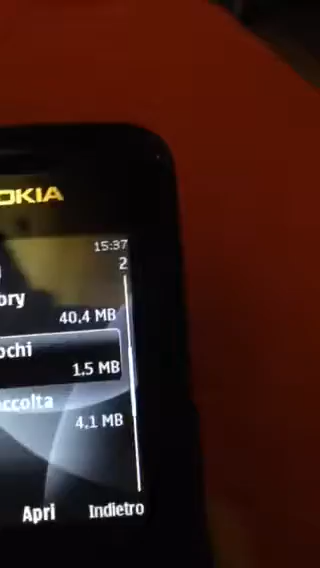 OKIA
15:37
2
ory
40,4 MB
ochi
1,5 MB
ccolta
4,1 MB
Apri Indietro